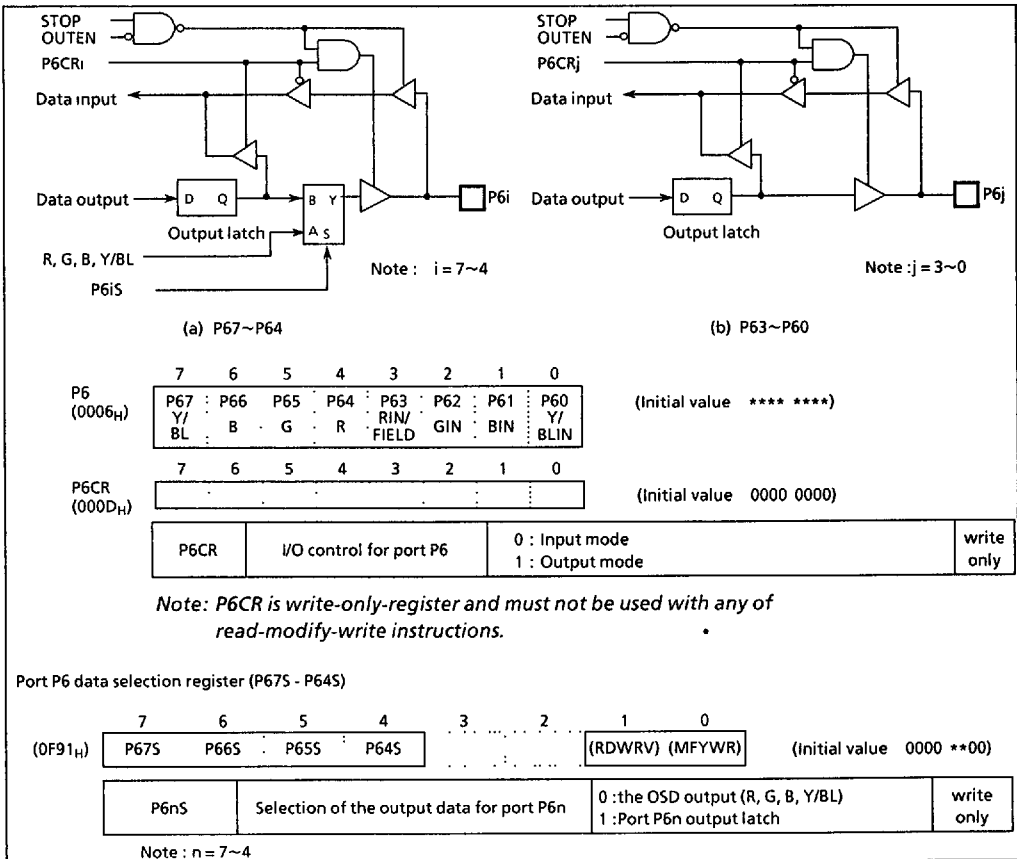 STOP
OUTEN
P6CRi
Data input
Data output
D Q
B Y
A S
P6i
Output latch
R, G, B, Y/BL
P6iS
Note : i = 7~4
(a) P67~P64
STOP
OUTEN
P6CRj
Data input
Data output
D Q
P6j
Output latch
Note :j = 3~0
(b) P63~P60
7 6 5 4 3 2 1 0
P6
(0006H)
P67 P66 P65 P64 P63 P62 P61 P60
Y/ BL B G R RIN/ FIELD GIN BIN Y/ BLIN
(Initial value **** ****)
7 6 5 4 3 2 1 0
P6CR
(000DH)
(Initial value 0000 0000)
P6CR I/O control for port P6 0 : Input mode write
1 : Output mode only
Note: P6CR is write-only-register and must not be used with any of
read-modify-write instructions.
Port P6 data selection register (P67S - P64S)
7 6 5 4 3 2 1 0
(0F91H) P67S P66S P65S P64S (RDWRV) (MFYWR) (Initial value 0000 **00)
P6nS Selection of the output data for port P6n 0 :the OSD output (R, G, B, Y/BL) write
1 :Port P6n output latch only
Note : n = 7~4